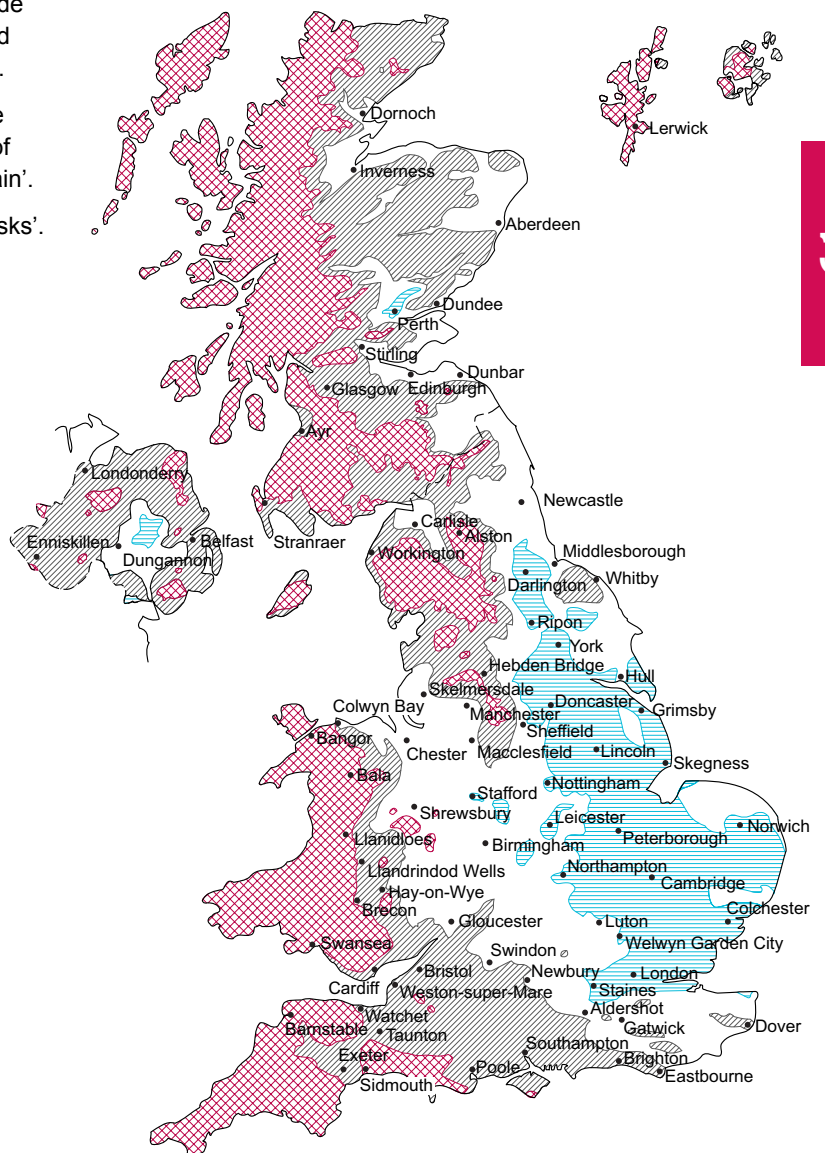 de
d
.
e
of
ain’.
sks’.
Dornoch
Lerwick
Inverness
Aberdeen
Dundee
Perth
Stirling
Dunbar
Glasgow
Edinburgh
Ayr
Londonderry
Newcastle
Carlisle
Alston
Enniskillen
Belfast
Stranraer
Dungannon
Workington
Middlesborough
Darlington
Whitby
Ripon
York
Hebden Bridge
Hull
Skelmersdale
Colwyn Bay
Doncaster
Grimsby
Manchester
Sheffield
Bangor
Chester
Macclesfield
Lincoln
Skegness
Bala
Nottingham
Stafford
Shrewsbury
Leicester
Norwich
Peterborough
Llanidloes
Birmingham
Llandrindod Wells
Northampton
Cambridge
Hay-on-Wye
Brecon
Colchester
Gloucester
Luton
Swansea
Welwyn Garden City
Swindon
Bristol
Newbury
London
Cardiff
Weston-super-Mare
Staines
Watchet
Aldershot
Barnstable
Taunton
Gatwick
Dover
Southampton
Exeter
Poole
Brighton
Sidmouth
Eastbourne